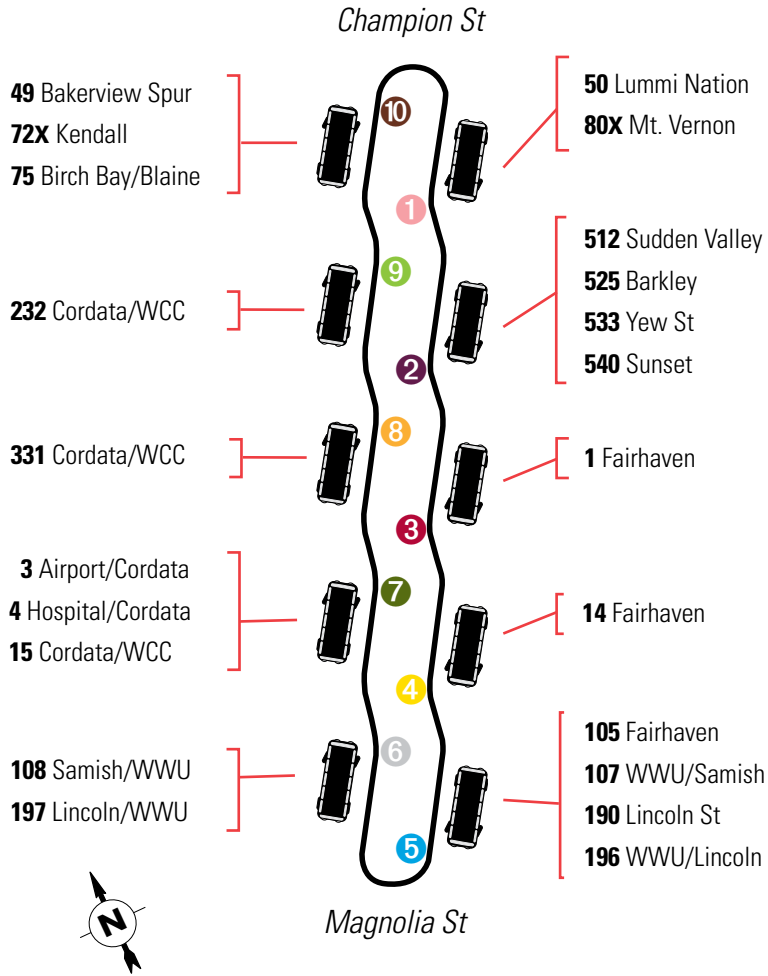 Champion St
49 Bakerview Spur
72X Kendall
75 Birch Bay/Blaine
232 Cordata/WCC
331 Cordata/WCC
3 Airport/Cordata
4 Hospital/Cordata
15 Cordata/WCC
108 Samish/WWU
197 Lincoln/WWU
10
1
9
2
8
3
7
4
6
5
50 Lummi Nation
80X Mt. Vernon
512 Sudden Valley
525 Barkley
533 Yew St
540 Sunset
1 Fairhaven
14 Fairhaven
105 Fairhaven
107 WWU/Samish
190 Lincoln St
196 WWU/Lincoln
N
Magnolia St